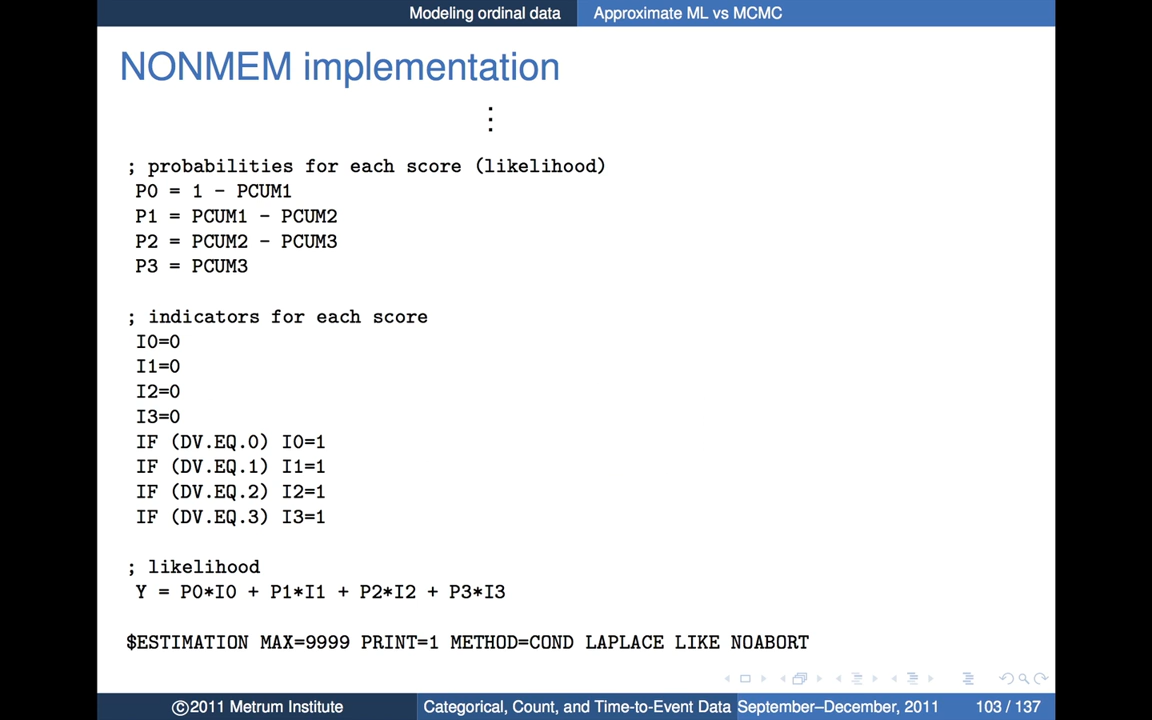 Modeling ordinal data Approximate ML vs MCMC
NONMEM implementation
⋮
; probabilities for each score (likelihood)
P0 = 1 - PCUM1
P1 = PCUM1 - PCUM2
P2 = PCUM2 - PCUM3
P3 = PCUM3
; indicators for each score
I0=0
I1=0
I2=0
I3=0
IF (DV.EQ.0) I0=1
IF (DV.EQ.1) I1=1
IF (DV.EQ.2) I2=1
IF (DV.EQ.3) I3=1
; likelihood
Y = P0*I0 + P1*I1 + P2*I2 + P3*I3
$ESTIMATION MAX=9999 PRINT=1 METHOD=COND LAPLACE LIKE NOABORT
©2011 Metrum Institute Categorical, Count, and Time-to-Event Data September–December, 2011 103 / 137